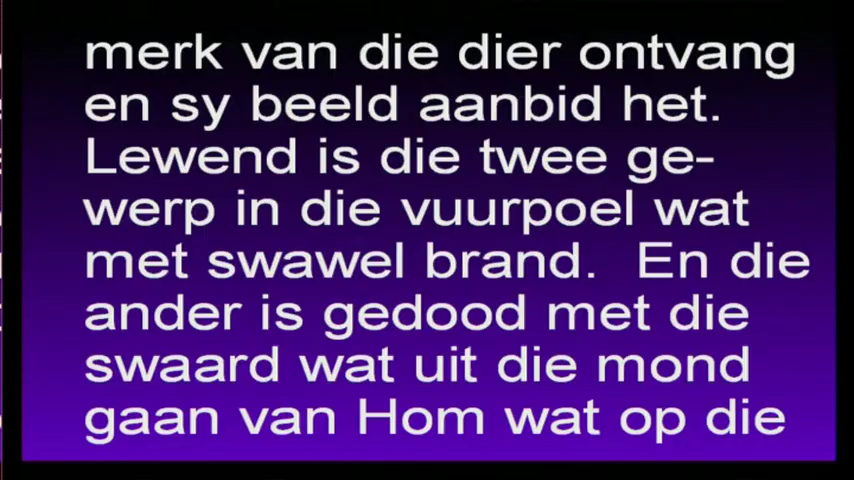 merk van die dier ontvang
en sy beeld aanbid het.
Lewend is die twee ge-
werp in die vuurpoel wat
met swawel brand. En die
ander is gedood met die
swaard wat uit die mond
gaan van Hom wat op die